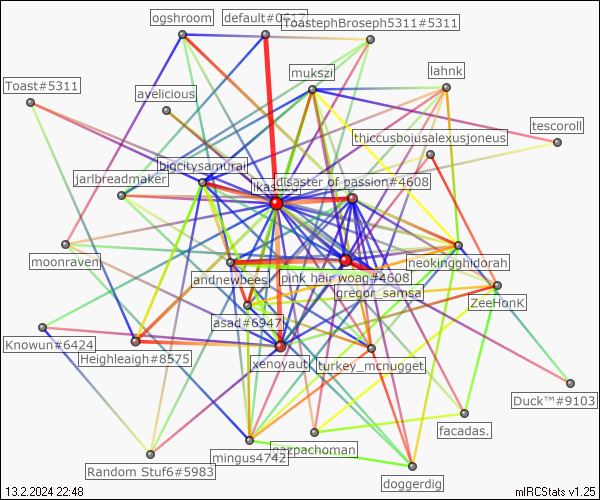 ogshroom
default#0617
ToastephBroseph5311#5311
mukszi
lahnk
Toast#5311
avelicious
tescoroll
thiccusboiusalexusjoneus
bigcitysamurai
jarlbreadmaker
disaster of passion#4608
moonraven
neokingghidorah
andnewbees
pink hair woag#4608
gregor_samsa
ZeeHonK
asad#6947
Knowun#6424
Heighleaigh#8575
xenoyauti
turkey_mcnugget
Duck™#9103
facadas.
gazpachoman
mingus4742
Random Stuf6#5983
doggerdig
13.2.2024 22:48
mIRCStats v1.25